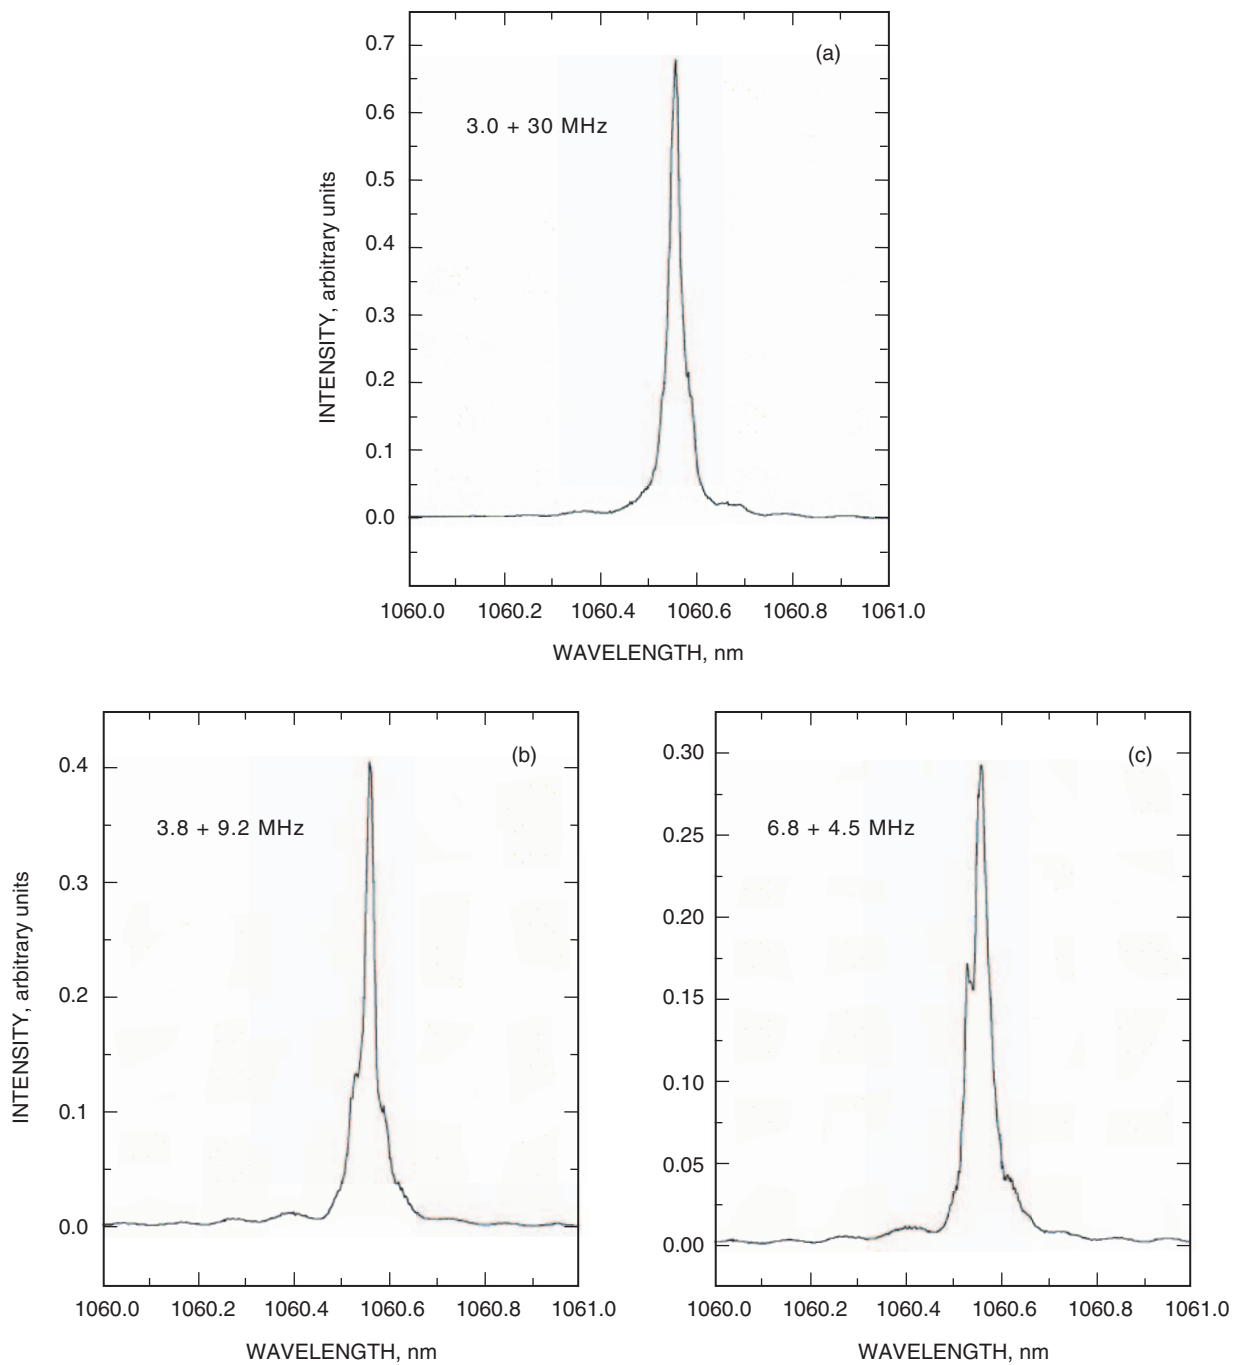 (a)
3.0 + 30 MHz
INTENSITY, arbitrary units
0.7
0.6
0.5
0.4
0.3
0.2
0.1
0.0
1060.0 1060.2 1060.4 1060.6 1060.8 1061.0
WAVELENGTH, nm
(b)
3.8 + 9.2 MHz
INTENSITY, arbitrary units
0.4
0.3
0.2
0.1
0.0
1060.0 1060.2 1060.4 1060.6 1060.8 1061.0
WAVELENGTH, nm
(c)
6.8 + 4.5 MHz
0.30
0.25
0.20
0.15
0.10
0.05
0.00
1060.0 1060.2 1060.4 1060.6 1060.8 1061.0
WAVELENGTH, nm